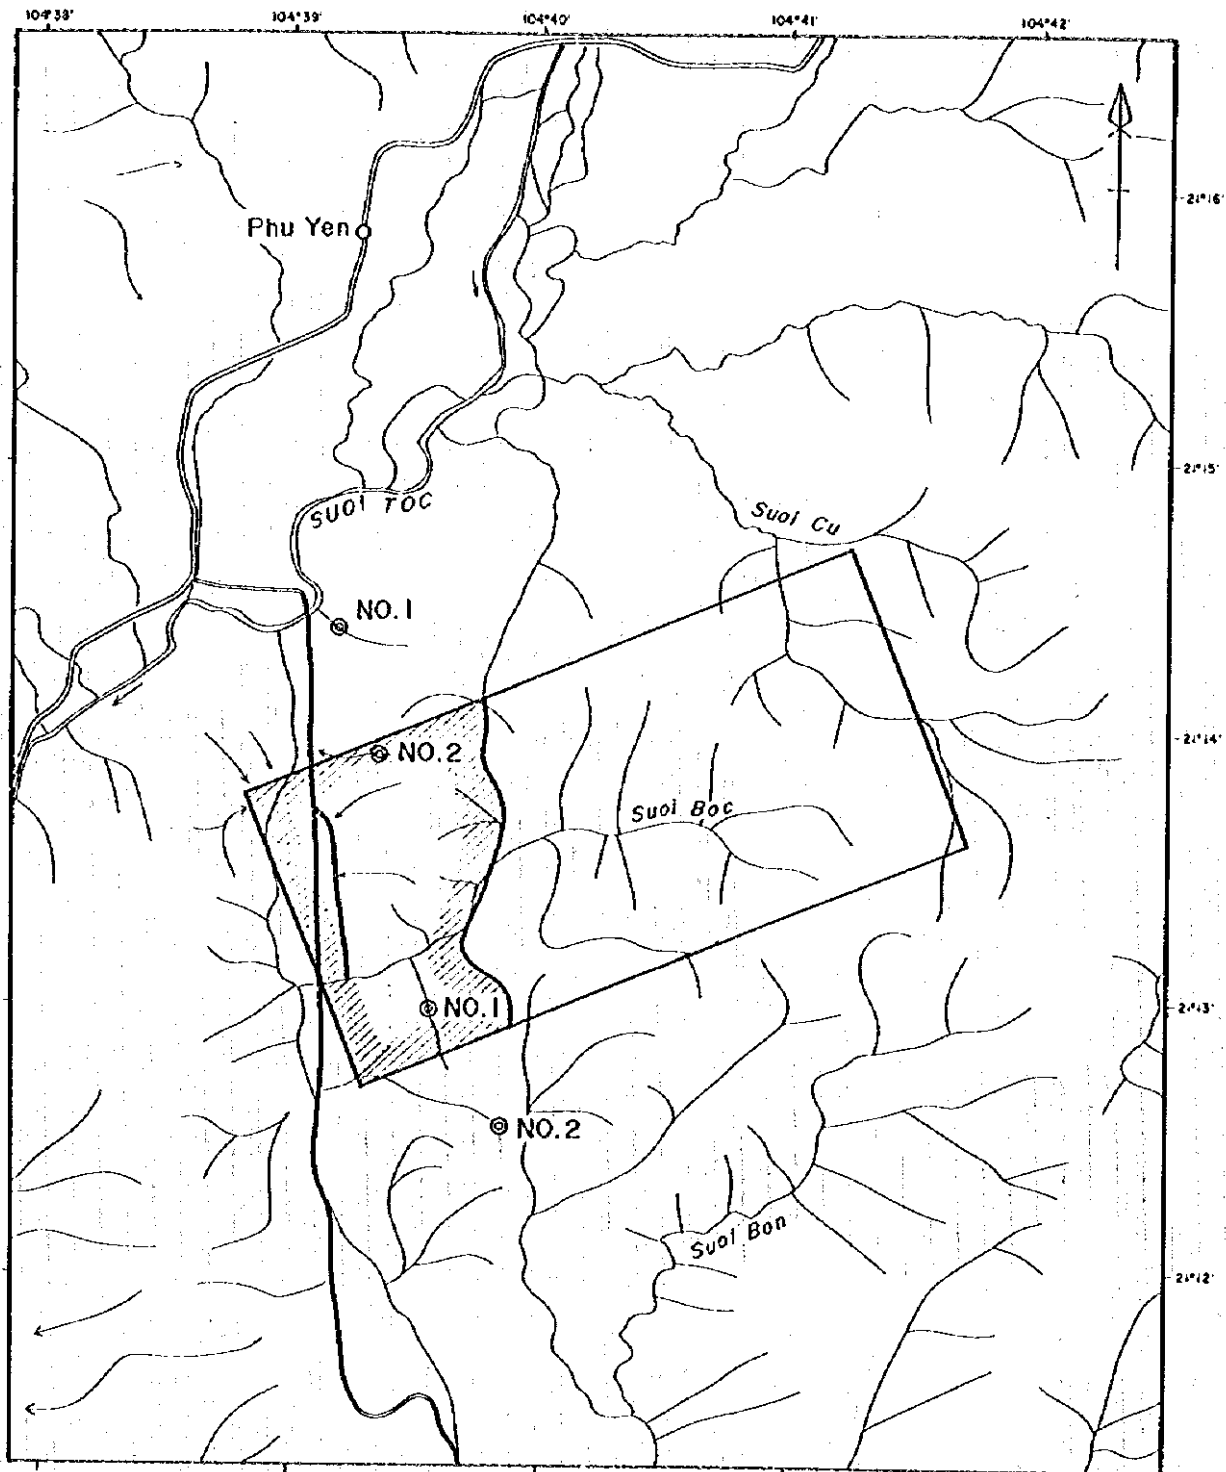 104°38'
104°39'
104°40'
104°41'
104°42'
21°16'
Phu Yen
21°15'
SUOI TOC
Suoi Cu
NO.1
21°14'
NO.2
Suoi Boc
21°13'
NO.1
NO.2
Suoi Bon
21°12'